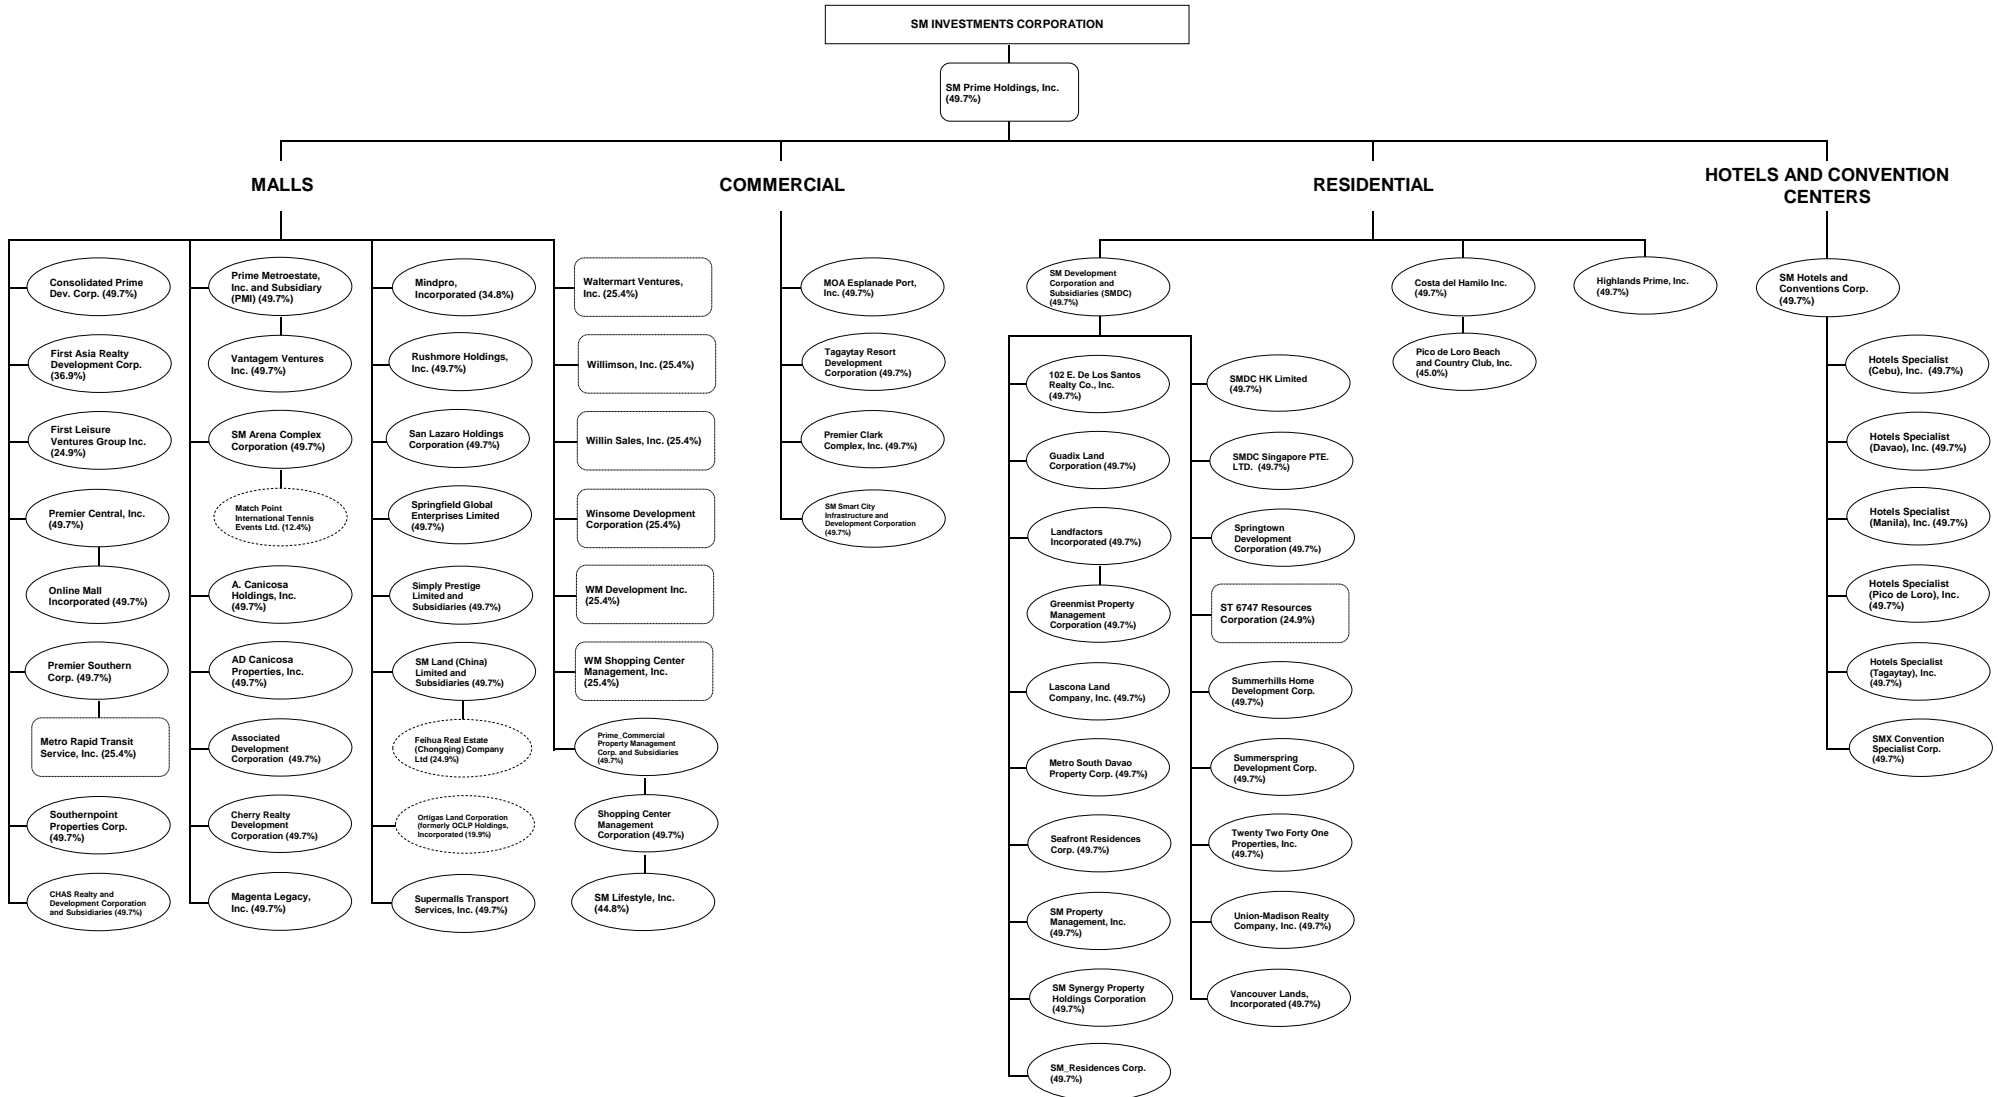 SM INVESTMENTS CORPORATION
SM Prime Holdings, Inc.
(49.7%)
MALLS
COMMERCIAL
RESIDENTIAL
HOTELS AND CONVENTION
CENTERS
Consolidated Prime
Dev. Corp. (49.7%)
First Asia Realty
Development Corp.
(36.9%)
First Leisure
Ventures Group Inc.
(24.9%)
Premier Central, Inc.
(49.7%)
Online Mall
Incorporated (49.7%)
Premier Southern
Corp. (49.7%)
Metro Rapid Transit
Service, Inc. (25.4%)
Southernpoint
Properties Corp.
(49.7%)
CHAS Realty and
Development Corporation
and Subsidiaries (49.7%)
Prime Metroestate,
Inc. and Subsidiary
(PMI) (49.7%)
Vantagem Ventures
Inc. (49.7%)
SM Arena Complex
Corporation (49.7%)
Match Point
International Tennis
Events Ltd. (12.4%)
A. Canicosa
Holdings, Inc.
(49.7%)
AD Canicosa
Properties, Inc.
(49.7%)
Associated
Development
Corporation (49.7%)
Cherry Realty
Development
Corporation (49.7%)
Magenta Legacy,
Inc. (49.7%)
Mindpro,
Incorporated (34.8%)
Rushmore Holdings,
Inc. (49.7%)
San Lazaro Holdings
Corporation (49.7%)
Springfield Global
Enterprises Limited
(49.7%)
Simply Prestige
Limited and
Subsidiaries (49.7%)
SM Land (China)
Limited and
Subsidiaries (49.7%)
Feihua Real Estate
(Chongqing) Company
Ltd (24.9%)
Ortigas Land Corporation
(formerly OCLP Holdings,
Incorporated (19.9%)
Supermalls Transport
Services, Inc. (49.7%)
Waltermart Ventures,
Inc. (25.4%)
Willimson, Inc. (25.4%)
Willin Sales, Inc. (25.4%)
Winsome Development
Corporation (25.4%)
WM Development Inc.
(25.4%)
WM Shopping Center
Management, Inc.
(25.4%)
Prime_Commercial
Property Management
Corp. and Subsidiaries
(49.7%)
Shopping Center
Management
Corporation (49.7%)
SM Lifestyle, Inc.
(44.8%)
MOA Esplanade Port,
Inc. (49.7%)
Tagaytay Resort
Development
Corporation (49.7%)
Premier Clark
Complex, Inc. (49.7%)
SM Smart City
Infrastructure and
Development Corporation
(49.7%)
SM Development
Corporation and
Subsidiaries (SMDC)
(49.7%)
102 E. De Los Santos
Realty Co., Inc.
(49.7%)
Guadix Land
Corporation (49.7%)
Landfactors
Incorporated (49.7%)
Greenmist Property
Management
Corporation (49.7%)
Lascona Land
Company, Inc. (49.7%)
Metro South Davao
Property Corp. (49.7%)
Seafront Residences
Corp. (49.7%)
SM Property
Management, Inc.
(49.7%)
SM Synergy Property
Holdings Corporation
(49.7%)
SM_Residences Corp.
(49.7%)
SMDC HK Limited
(49.7%)
SMDC Singapore PTE.
LTD. (49.7%)
Springtown
Development
Corporation (49.7%)
ST 6747 Resources
Corporation (24.9%)
Summerhills Home
Development Corp.
(49.7%)
Summerspring
Development Corp.
(49.7%)
Twenty Two Forty One
Properties, Inc.
(49.7%)
Union-Madison Realty
Company, Inc. (49.7%)
Vancouver Lands,
Incorporated (49.7%)
Costa del Hamilo Inc.
(49.7%)
Pico de Loro Beach
and Country Club, Inc.
(45.0%)
Highlands Prime, Inc.
(49.7%)
SM Hotels and
Conventions Corp.
(49.7%)
Hotels Specialist
(Cebu), Inc. (49.7%)
Hotels Specialist
(Davao), Inc. (49.7%)
Hotels Specialist
(Manila), Inc. (49.7%)
Hotels Specialist
(Pico de Loro), Inc.
(49.7%)
Hotels Specialist
(Tagaytay), Inc.
(49.7%)
SMX Convention
Specialist Corp.
(49.7%)